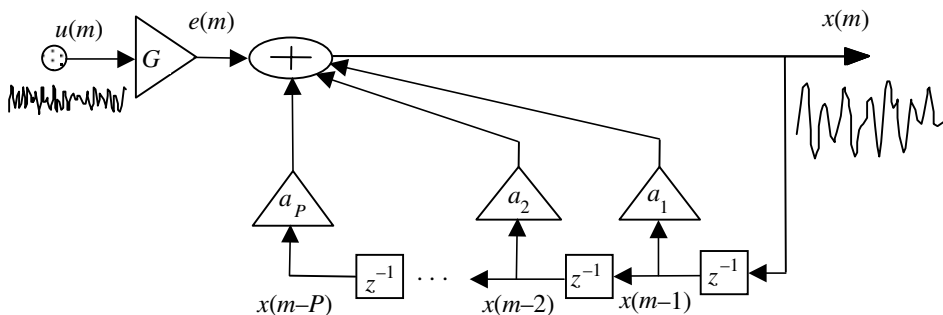 u(m) e(m) x(m)
G
a_P a_2 a_1
z^{-1} . . . z^{-1} z^{-1}
x(m–P) x(m–2) x(m–1)